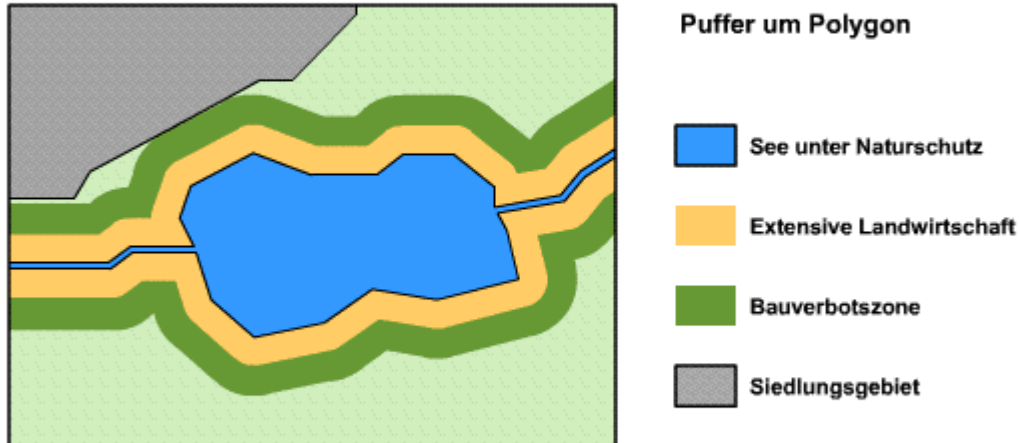 Puffer um Polygon
See unter Naturschutz
Extensive Landwirtschaft
Bauverbotszone
Siedlungsgebiet